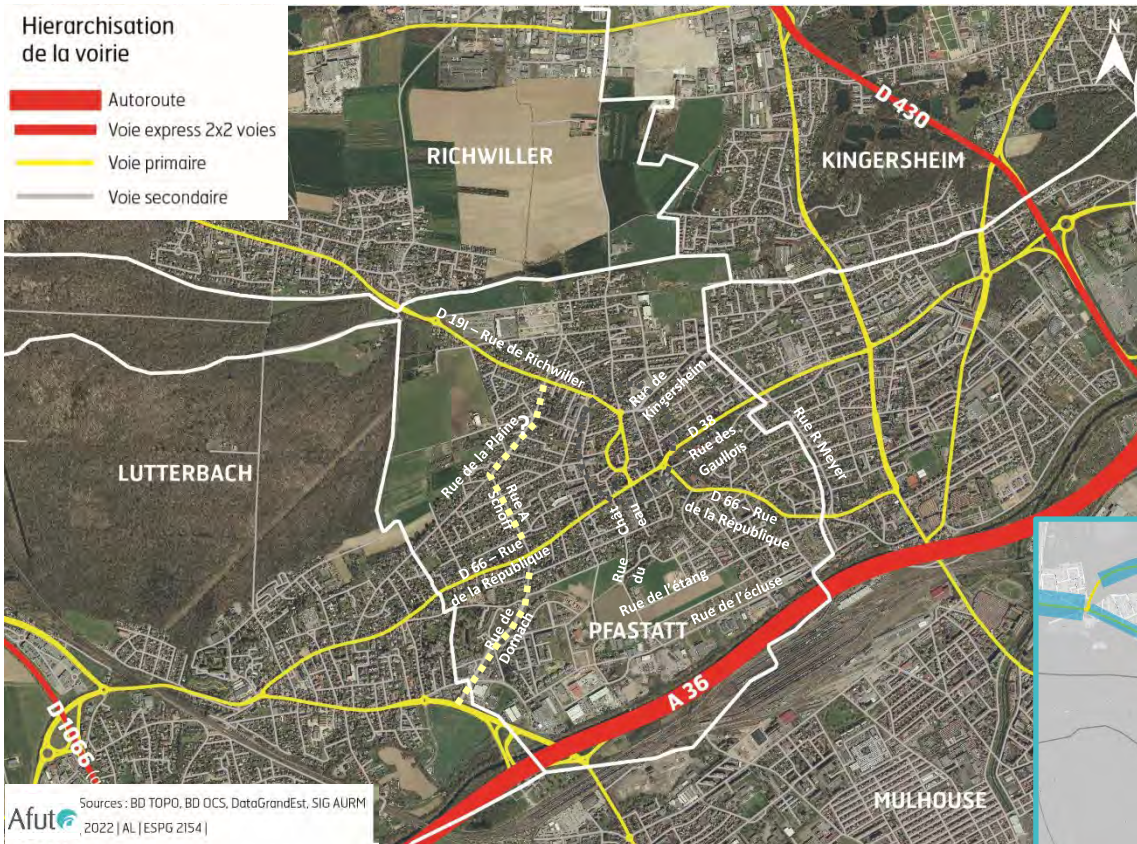 Hierarchisation
de la voirie
Autoroute
Voie express 2x2 voies
Voie primaire
Voie secondaire
N
D 430
RICHWILLER
KINGERSHEIM
D 19I – Rue de Richwiller
Rue de
Kingersheim
D 38
Rue des
Gaullois
Rue R Meyer
?
Rue de la Plaine
LUTTERBACH
Rue A
Schoff
D 66 – Rue
de la République
Rue
du
Chât
eau
D 66 – Rue
de la République
Rue de l'étang
Rue de l'écluse
PFASTATT
Rue de
Dornach
A 36
D 1066
MULHOUSE
Afut
Sources : BD TOPO, BD OCS, DataGrandEst, SIG AURM
, 2022 | AL | ESPG 2154 |